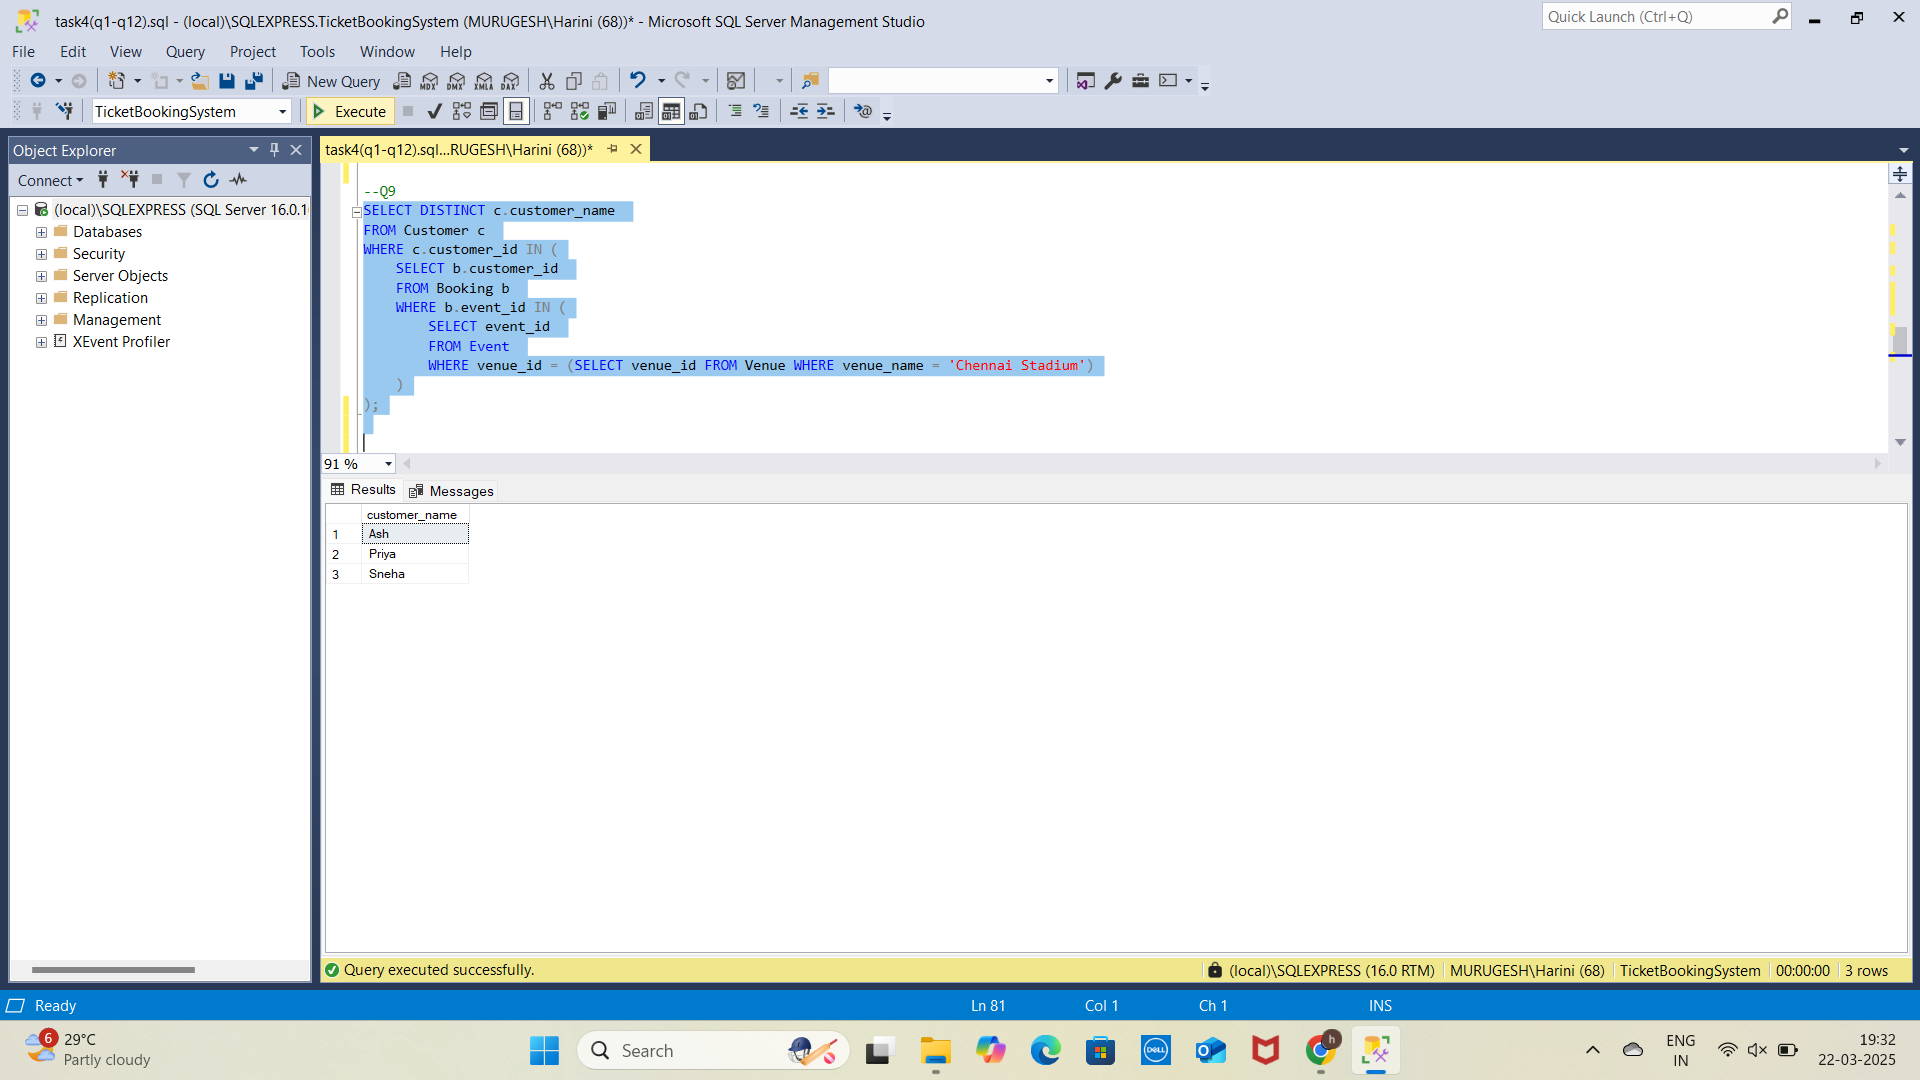 task4(q1-q12).sql - (local)\SQLEXPRESS.TicketBookingSystem (MURUGESH\Harini (68))* - Microsoft SQL Server Management Studio
Quick Launch (Ctrl+Q)
File Edit View Query Project Tools Window Help
New Query MDX DMX XMLA DAX
TicketBookingSystem Execute
Object Explorer
Connect
(local)\SQLEXPRESS (SQL Server 16.0.1
Databases
Security
Server Objects
Replication
Management
XEvent Profiler
task4(q1-q12).sql...RUGESH\Harini (68))*
--Q9
SELECT DISTINCT c.customer_name
FROM Customer c
WHERE c.customer_id IN (
SELECT b.customer_id
FROM Booking b
WHERE b.event_id IN (
SELECT event_id
FROM Event
WHERE venue_id = (SELECT venue_id FROM Venue WHERE venue_name = 'Chennai Stadium')
)
);
91 %
Results Messages
customer_name
1 Ash
2 Priya
3 Sneha
Query executed successfully.
(local)\SQLEXPRESS (16.0 RTM) MURUGESH\Harini (68) TicketBookingSystem 00:00:00 3 rows
Ready Ln 81 Col 1 Ch 1 INS
6 29°C
Partly cloudy
Search
DELL
h
ENG
IN
19:32
22-03-2025